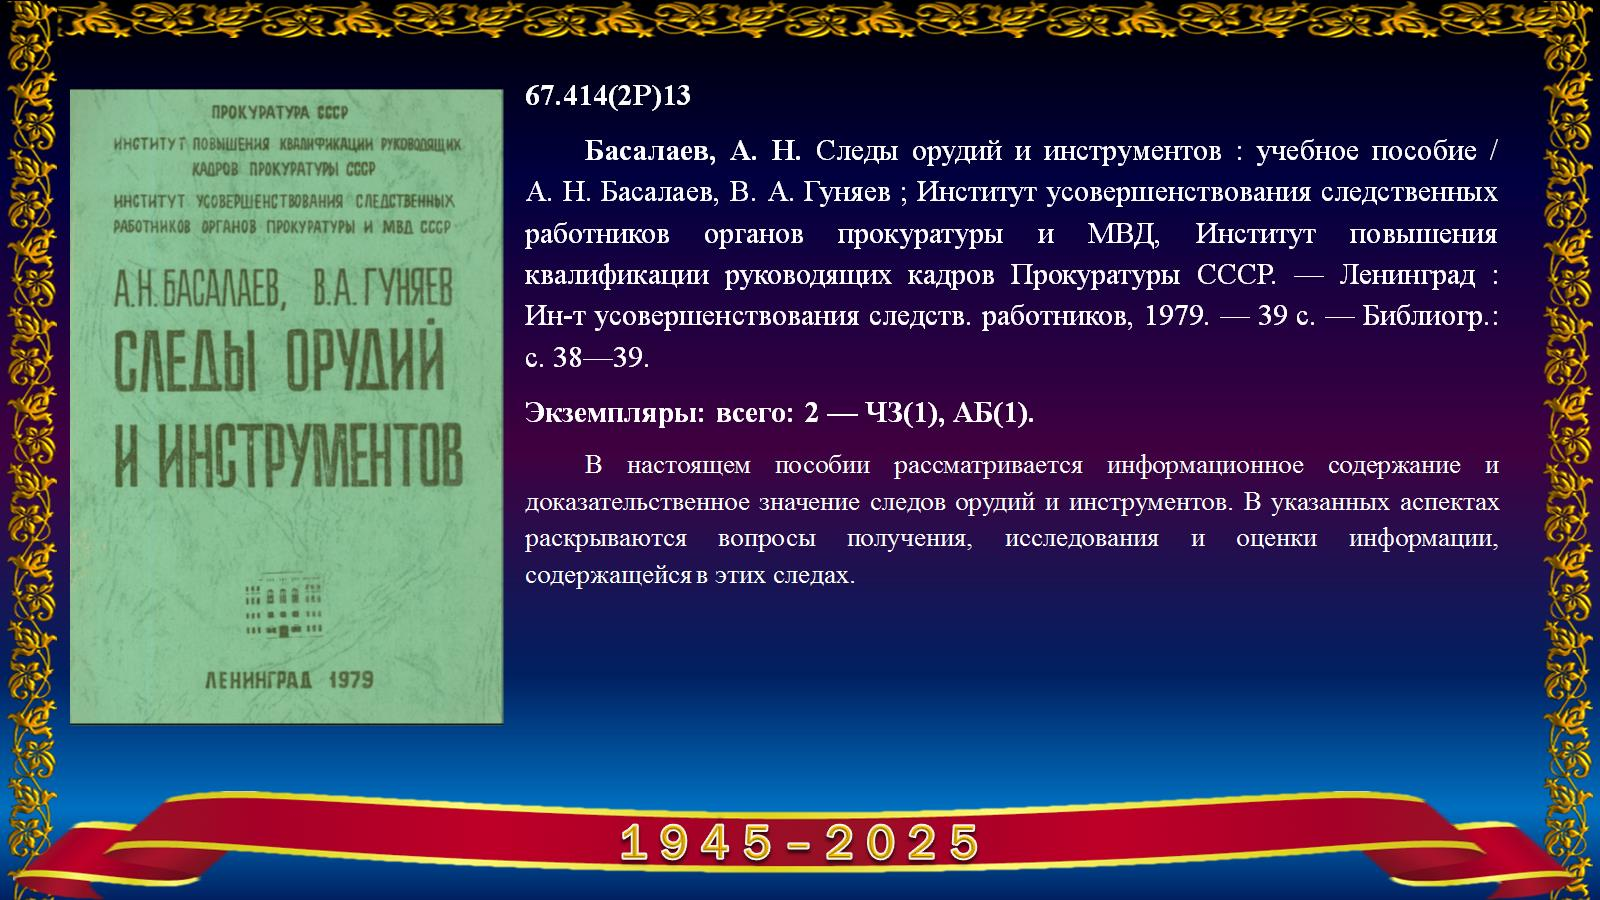 ПРОКУРАТУРА СССР
ИНСТИТУТ ПОВЫШЕНИЯ КВАЛИФИКАЦИИ РУКОВОДЯЩИХ
КАДРОВ ПРОКУРАТУРЫ СССР
ИНСТИТУТ УСОВЕРШЕНСТВОВАНИЯ СЛЕДСТВЕННЫХ
РАБОТНИКОВ ОРГАНОВ ПРОКУРАТУРЫ И МВД СССР
А.Н.БАСАЛАЕВ, В.А.ГУНЯЕВ
СЛЕДЫ ОРУДИЙ
И ИНСТРУМЕНТОВ
ЛЕНИНГРАД 1979
67.414(2Р)13
Басалаев, А. Н. Следы орудий и инструментов : учебное пособие /
А. Н. Басалаев, В. А. Гуняев ; Институт усовершенствования следственных
работников органов прокуратуры и МВД, Институт повышения
квалификации руководящих кадров Прокуратуры СССР. — Ленинград :
Ин-т усовершенствования следств. работников, 1979. — 39 с. — Библиогр.:
с. 38—39.
Экземпляры: всего: 2 — ЧЗ(1), АБ(1).
В настоящем пособии рассматривается информационное содержание и
доказательственное значение следов орудий и инструментов. В указанных аспектах
раскрываются вопросы получения, исследования и оценки информации,
содержащейся в этих следах.
1945–2025